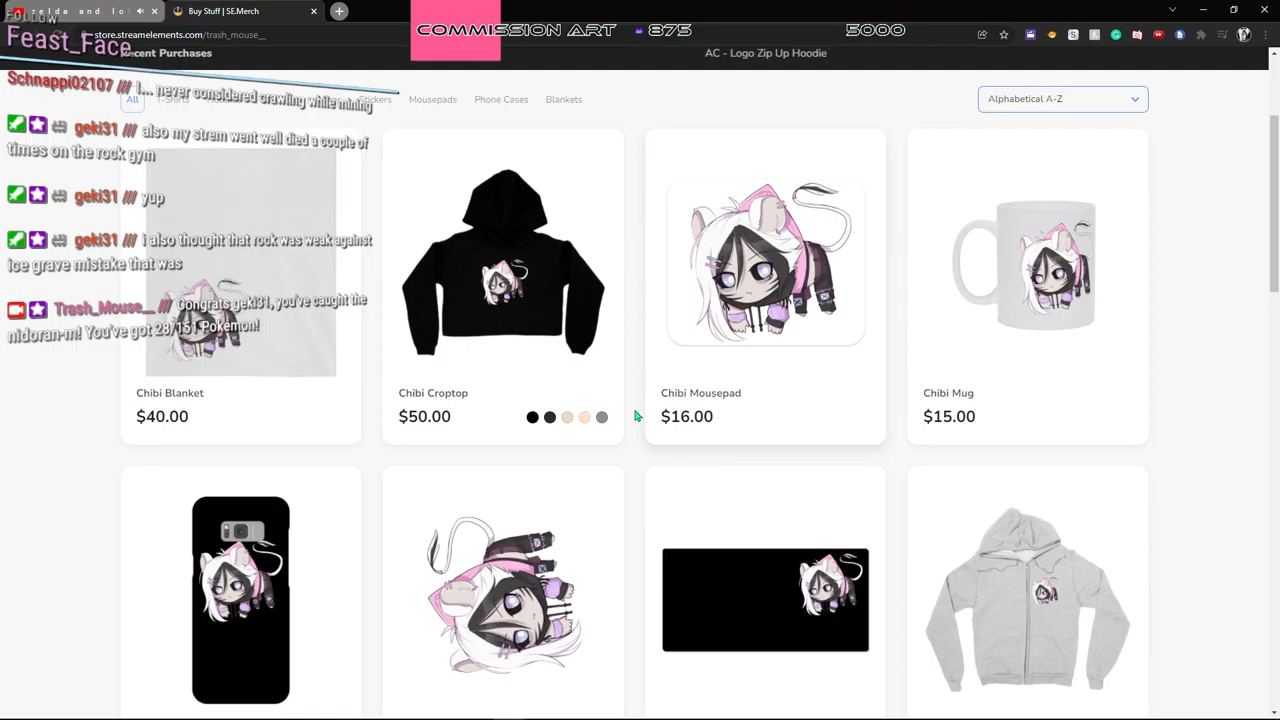 zelda and lo
Buy Stuff | SE.Merch
FOLLOW
Feast_Face
store.streamelements.com/trash_mouse__
COMMISSION ART
875
5000
Recent Purchases
AC - Logo Zip Up Hoodie
Schnappi02107 /// I... never considered crawling while mining
All
Stickers
Mousepads
Phone Cases
Blankets
Alphabetical A-Z
geki31 /// also my strem went well died a couple of
times on the rock gym
geki31 /// yup
geki31 /// i also thought that rock was weak against
ice grave mistake that was
Trash_Mouse__ /// Congrats geki31, you've caught the
nidoran-m! You've got 28/151 Pokemon!
Chibi Blanket
$40.00
Chibi Croptop
$50.00
Chibi Mousepad
$16.00
Chibi Mug
$15.00